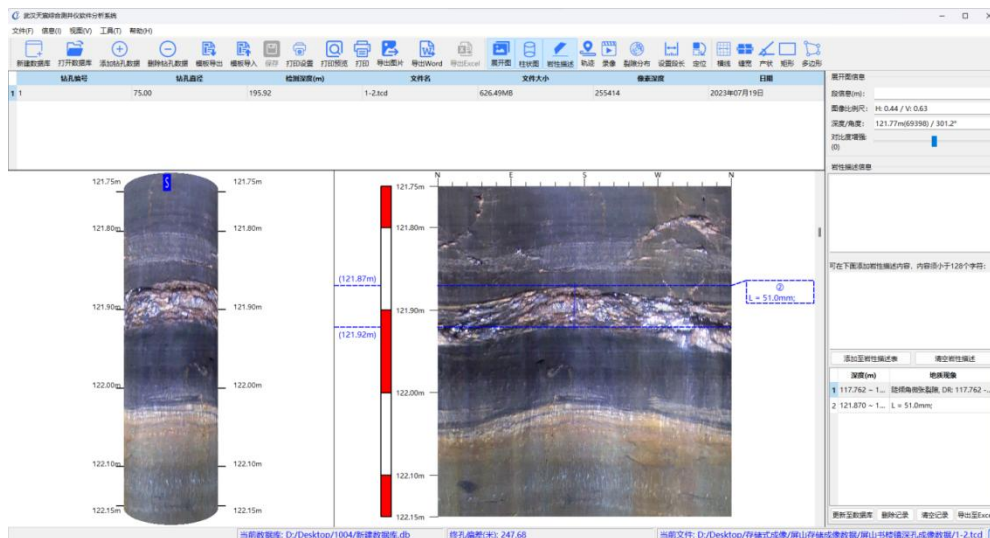 武汉天宸综合测井仪软件分析系统
文件(F) 信息(I) 视图(V) 工具(T) 帮助(H)
新建数据库 打开数据库 添加钻孔数据 删除钻孔数据 模板导出 模板导入 保存 打印设置 打印预览 打印 导出图片 导出Word 导出Excel 展开图 柱状图 岩性描述 轨迹 录像 裂隙分布 设置段长 定位 横线 缝宽 产状 矩形 多边形
钻孔编号 钻孔直径 绘测深度(m) 文件名 文件大小 像素深度 日期
1 1 75.00 195.92 1-2.tcd 626.49MB 255414 2023年07月19日
展开图信息
段信息(m):
图像比例尺: H: 0.44 / V: 0.63
深度/角度: 121.77m(69398) / 301.2°
对比度增强:
(0)
岩性描述信息
可在下面添加岩性描述内容，内容须小于128个字符:
添加至岩性描述表 清空岩性描述
深度(m) 地质现象
1 117.762 ~ 1... 陡倾角微张裂隙, DR: 117.762 -...
2 121.870 ~ 1... L = 51.0mm;
更新至数据库 删除记录 清空记录 导出至Exce
S
N E S W N
121.75m 121.75m 121.75m
121.80m 121.80m 121.80m
(121.87m)
②
L = 51.0mm;
121.90m 121.90m 121.90m
(121.92m)
122.00m 122.00m 122.00m
122.10m 122.10m 122.10m
122.15m 122.15m 122.15m
当前数据库: D:/Desktop/1004/新建数据库.db 终孔偏差(米): 247.68 当前文件: D:/Desktop/存储式成像/屏山存储成像数据/屏山书楼镇深孔成像数据/1-2.tcd